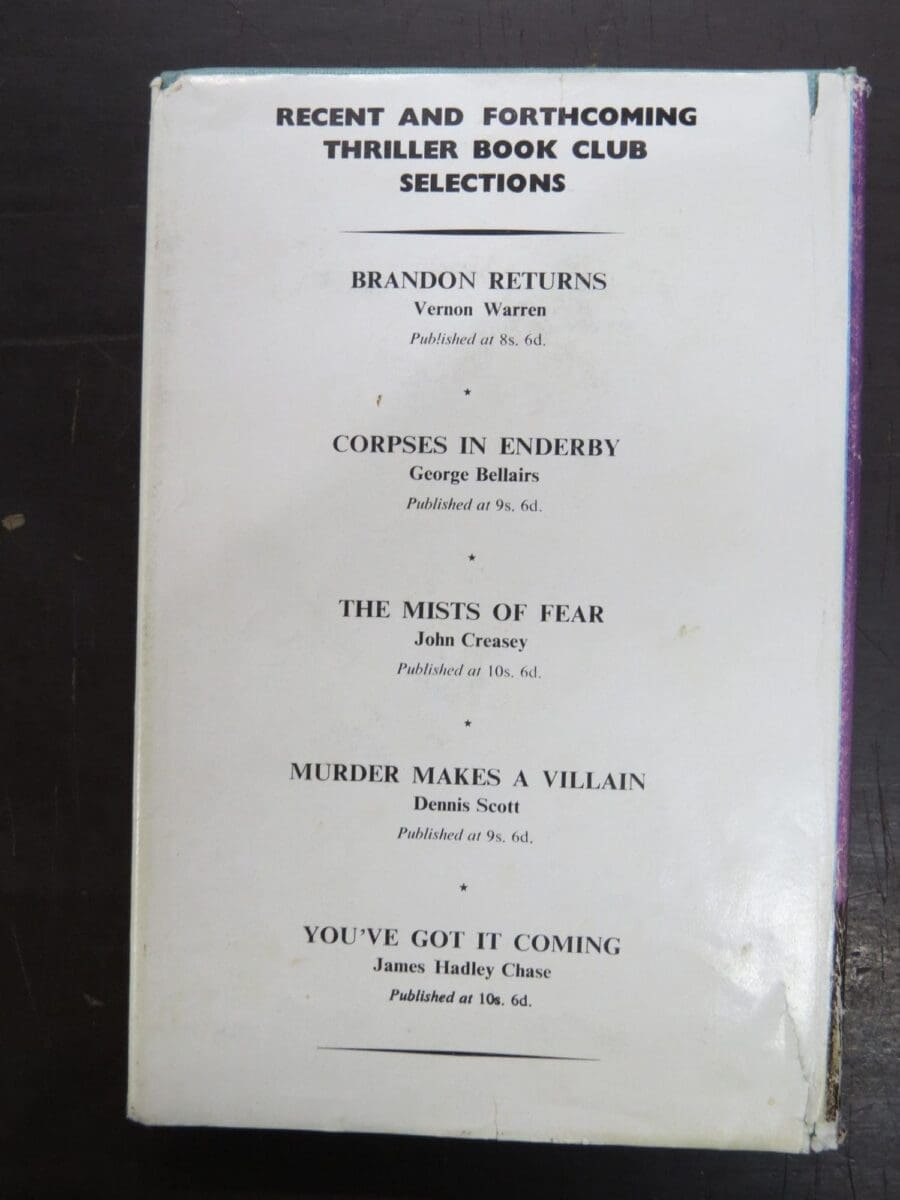 RECENT AND FORTHCOMING
THRILLER BOOK CLUB
SELECTIONS
BRANDON RETURNS
Vernon Warren
Published at 8s. 6d.
CORPSES IN ENDERBY
George Bellairs
Published at 9s. 6d.
THE MISTS OF FEAR
John Creasey
Published at 10s. 6d.
MURDER MAKES A VILLAIN
Dennis Scott
Published at 9s. 6d.
YOU'VE GOT IT COMING
James Hadley Chase
Published at 10s. 6d.